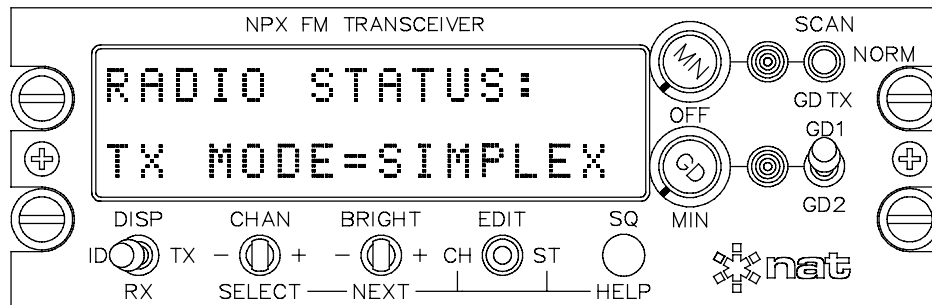 NPX FM TRANSCEIVER
SCAN
MN
NORM
RADIO STATUS:
GD TX
OFF
GD1
TX MODE=SIMPLEX
GD
GD2
MIN
DISP CHAN BRIGHT EDIT SQ
ID TX - + - + CH ST
RX SELECT NEXT HELP
nat